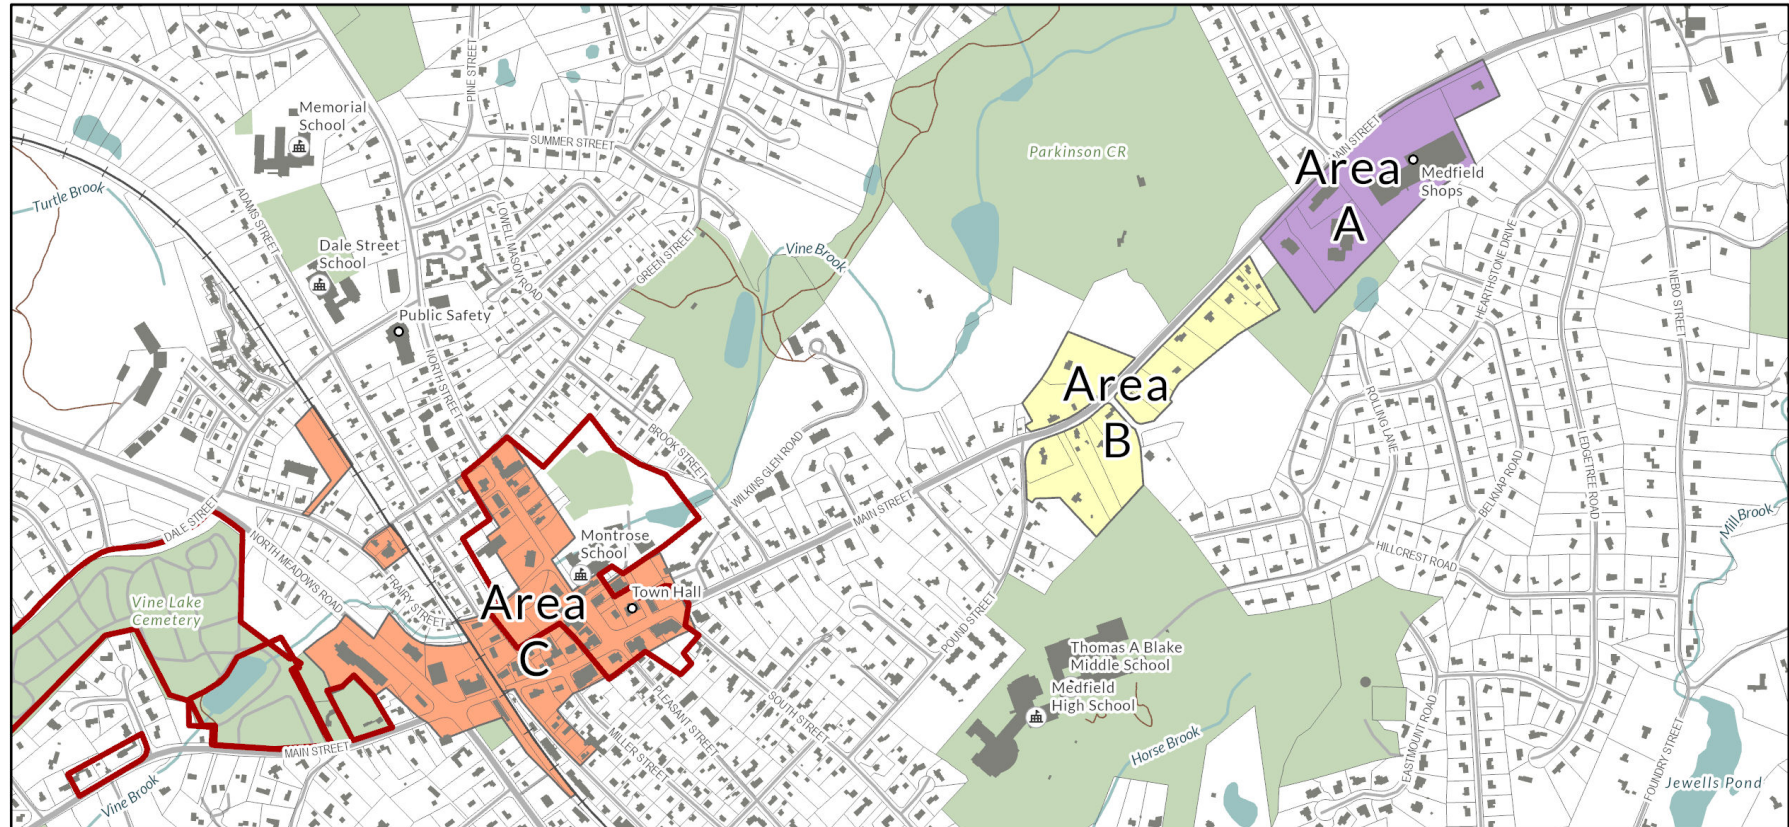 Memorial
School
PINE STREET
SUMMER STREET
Parkinson CR
MAIN STREET
Area
A
Medfield
Shops
Turtle Brook
ADAMS STREET
LOWELL MASON ROAD
Dale Street
School
GREEN STREET
Vine Brook
HEARTHSTONE DRIVE
NEBO STREET
Public Safety
NORTH STREET
Area
B
ROLLING LANE
BROOK STREET
WILKINS GLEN ROAD
MAIN STREET
BELKNAP ROAD
EDGETREE ROAD
DALE STREET
NORTH MEADOWS ROAD
Montrose
School
Mill Brook
HILLCREST ROAD
FRAIRY STREET
Vine Lake
Cemetery
Area
C
Town Hall
POUND STREET
Thomas A Blake
Middle School
Medfield
High School
PLEASANT STREET
SOUTH STREET
MILLER STREET
MAIN STREET
Horse Brook
EASTMOUNT ROAD
FOUNDRY STREET
Jewells Pond
Vine Brook